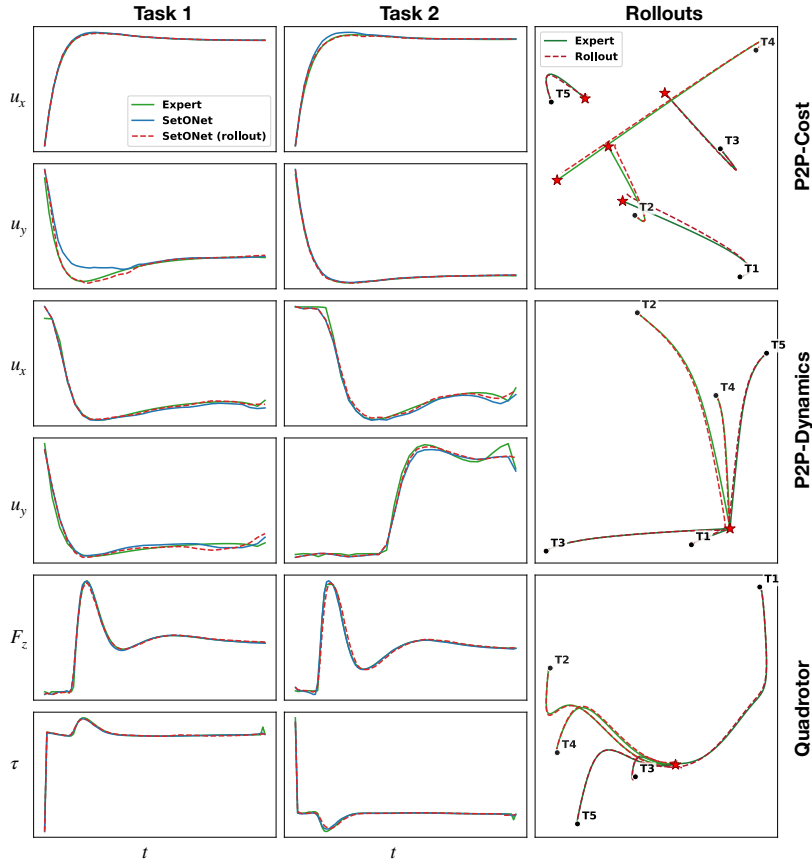 Task 1
Task 2
Rollouts
u_x
Expert
SetONet
SetONet (rollout)
Expert
Rollout
T4
T5
T3
T2
T1
P2P-Cost
u_y
u_x
T2
T5
T4
T1
T3
P2P-Dynamics
u_y
F_z
T1
T2
T4
T3
T5
Quadrotor
τ
t
t